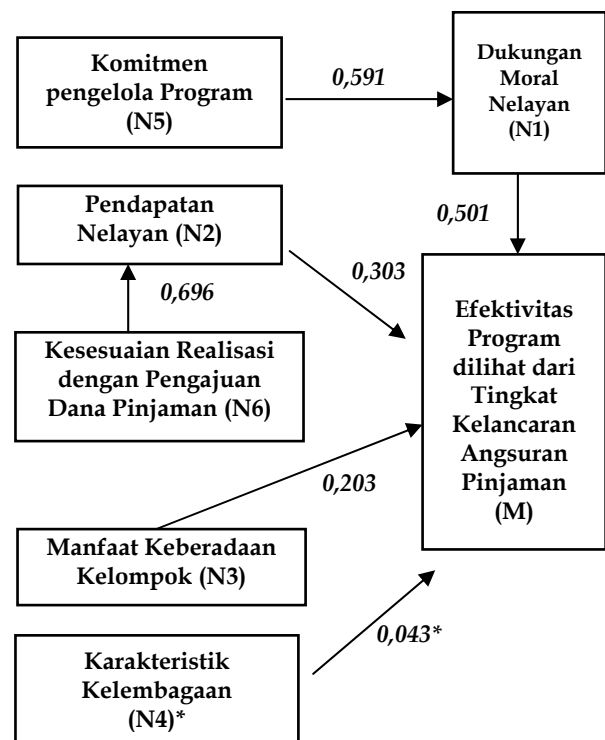 Komitmen
pengelola Program
(N5)
0,591
Dukungan
Moral
Nelayan
(N1)
0,501
Pendapatan
Nelayan (N2)
0,303
0,696
Kesesuaian Realisasi
dengan Pengajuan
Dana Pinjaman (N6)
Efektivitas
Program
dilihat dari
Tingkat
Kelancaran
Angsuran
Pinjaman
(M)
0,203
Manfaat Keberadaan
Kelompok (N3)
0,043*
Karakteristik
Kelembagaan
(N4)*